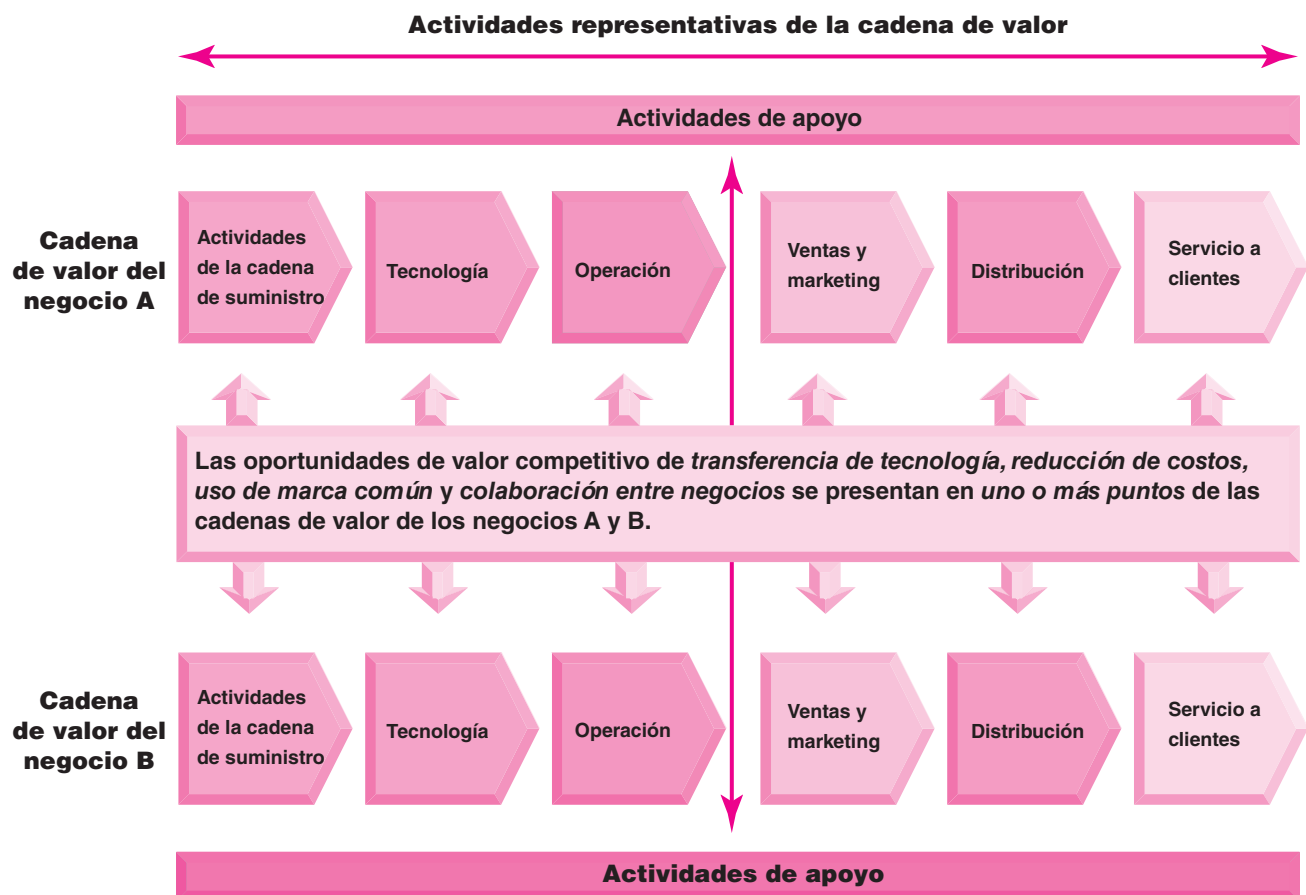 Actividades representativas de la cadena de valor
Actividades de apoyo
Cadena
de valor del
negocio A
Actividades
de la cadena
de suministro
Tecnología
Operación
Ventas y
marketing
Distribución
Servicio a
clientes
Las oportunidades de valor competitivo de transferencia de tecnología, reducción de costos,
uso de marca común y colaboración entre negocios se presentan en uno o más puntos de las
cadenas de valor de los negocios A y B.
Cadena
de valor del
negocio B
Actividades
de la cadena
de suministro
Tecnología
Operación
Ventas y
marketing
Distribución
Servicio a
clientes
Actividades de apoyo